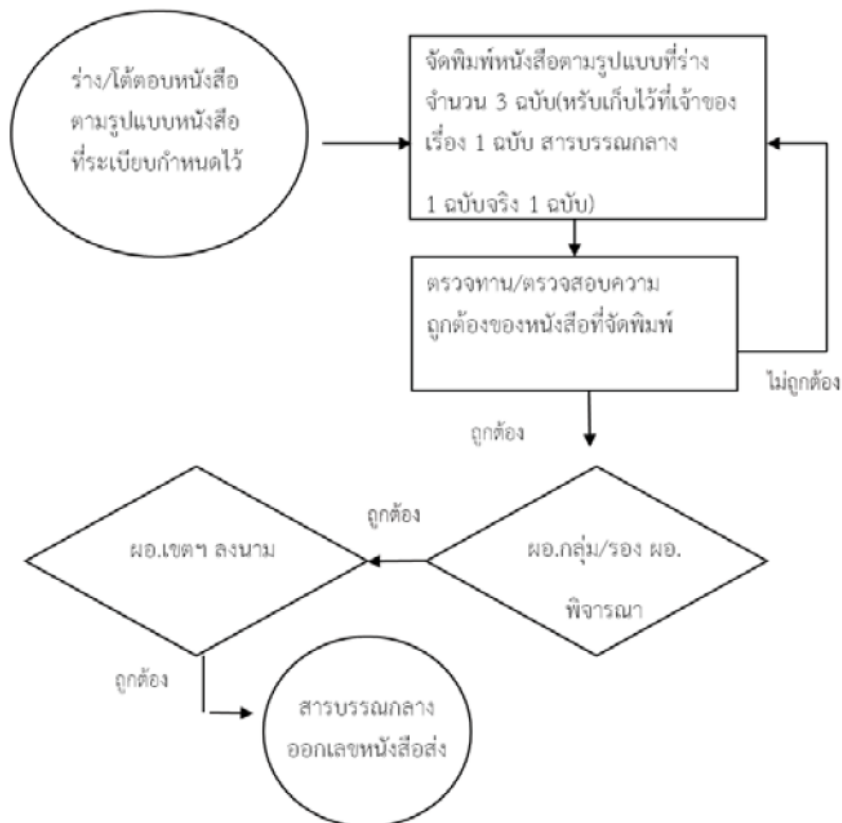 ร่าง/โต้ตอบหนังสือ
ตามรูปแบบหนังสือ
ที่ระเบียบกำหนดไว้
จัดพิมพ์หนังสือตามรูปแบบที่ร่าง
จำนวน 3 ฉบับ(หรับเก็บไว้ที่เจ้าของ
เรื่อง 1 ฉบับ สารบรรณกลาง
1 ฉบับจริง 1 ฉบับ)
ตรวจทาน/ตรวจสอบความ
ถูกต้องของหนังสือที่จัดพิมพ์
ไม่ถูกต้อง
ถูกต้อง
ผอ.กลุ่ม/รอง ผอ.
พิจารณา
ถูกต้อง
ผอ.เขตฯ ลงนาม
ถูกต้อง
สารบรรณกลาง
ออกเลขหนังสือส่ง